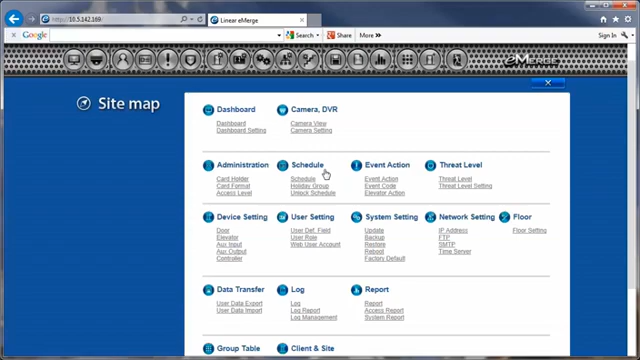 http://10.5.142.169/
Linear eMerge
Google
Search
Share
More »
Sign In
eMerge
Site map
Dashboard
Dashboard
Dashboard Setting
Camera, DVR
Camera View
Camera Setting
Administration
Card Holder
Card Format
Access Level
Schedule
Schedule
Holiday Group
Unlock Schedule
Event Action
Event Action
Event Code
Elevator Action
Threat Level
Threat Level
Threat Level Setting
Device Setting
Door
Elevator
Aux Input
Aux Output
Controller
User Setting
User Def. Field
User Role
Web User Account
System Setting
Update
Backup
Restore
Reboot
Factory Default
Network Setting
IP Address
FTP
SMTP
Time Server
Floor
Floor Setting
Data Transfer
User Data Export
User Data Import
Log
Log
Log Report
Log Management
Report
Report
Access Report
System Report
Group Table
Client & Site